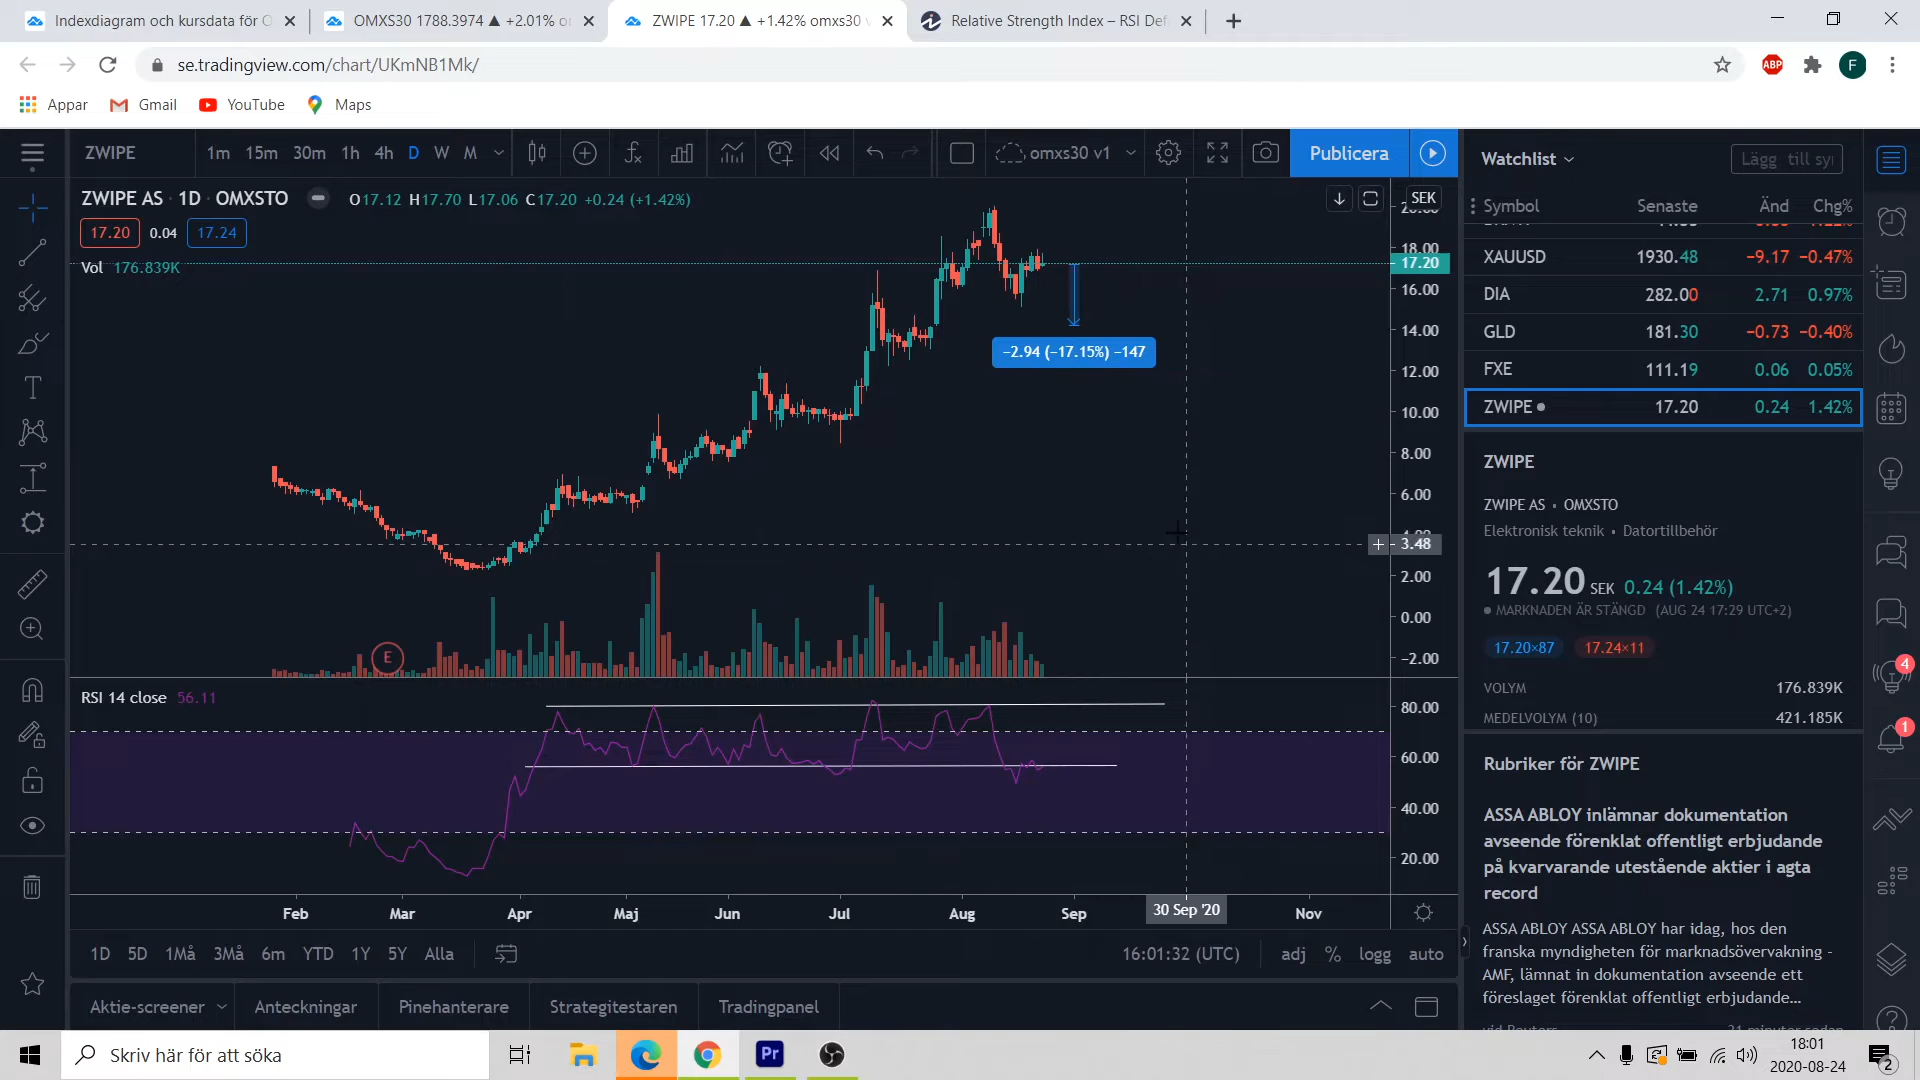 Indexdiagram och kursdata för O
OMXS30 1788.3974 ▲ +2.01% o
ZWIPE 17.20 ▲ +1.42% omxs30 v
Relative Strength Index – RSI Def
se.tradingview.com/chart/UKmNB1Mk/
ABP
F
Appar
Gmail
YouTube
Maps
ZWIPE
1m 15m 30m 1h 4h D W M
omxs30 v1
Publicera
ZWIPE AS · 1D · OMXSTO
O17.12 H17.70 L17.06 C17.20 +0.24 (+1.42%)
17.20 0.04 17.24
Vol 176.839K
SEK
18.00
17.20
16.00
14.00
12.00
10.00
8.00
6.00
3.48
2.00
0.00
−2.00
−2.94 (−17.15%) −147
E
RSI 14 close 56.11
80.00
60.00
40.00
20.00
Feb Mar Apr Maj Jun Jul Aug Sep 30 Sep '20 Nov
1D 5D 1Må 3Må 6m YTD 1Y 5Y Alla
16:01:32 (UTC) adj % logg auto
Aktie-screener Anteckningar Pinehanterare Strategitestaren Tradingpanel
Watchlist
Lägg till sy
Symbol Senaste Änd Chg%
XAUUSD 1930.48 −9.17 −0.47%
DIA 282.00 2.71 0.97%
GLD 181.30 −0.73 −0.40%
FXE 111.19 0.06 0.05%
ZWIPE 17.20 0.24 1.42%
ZWIPE
ZWIPE AS • OMXSTO
Elektronisk teknik • Datortillbehör
17.20 SEK 0.24 (1.42%)
MARKNADEN ÄR STÄNGD (AUG 24 17:29 UTC+2)
17.20×87 17.24×11
VOLYM 176.839K
MEDELVOLYM (10) 421.185K
Rubriker för ZWIPE
ASSA ABLOY inlämnar dokumentation
avseende förenklat offentligt erbjudande
på kvarvarande utestående aktier i agta
record
ASSA ABLOY ASSA ABLOY har idag, hos den
franska myndigheten för marknadsövervakning -
AMF, lämnat in dokumentation avseende ett
föreslaget förenklat offentligt erbjudande...
4
1
Skriv här för att söka
Pr
18:01
2020-08-24
2